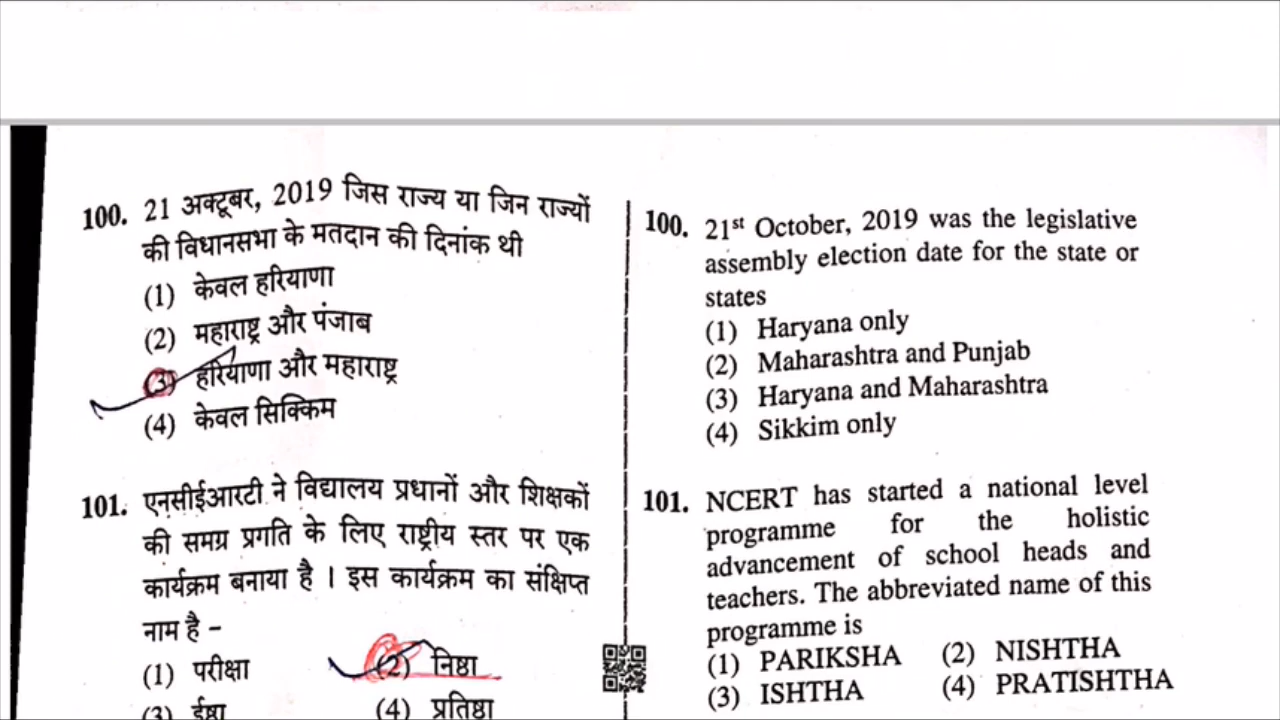 100. 21 अक्टूबर, 2019 जिस राज्य या जिन राज्यों
की विधानसभा के मतदान की दिनांक थी
(1) केवल हरियाणा
(2) महाराष्ट्र और पंजाब
(3) हरियाणा और महाराष्ट्र
(4) केवल सिक्किम
101. एनसीईआरटी ने विद्यालय प्रधानों और शिक्षकों
की समग्र प्रगति के लिए राष्ट्रीय स्तर पर एक
कार्यक्रम बनाया है । इस कार्यक्रम का संक्षिप्त
नाम है –
(1) परीक्षा (2) निष्ठा
(3) ईष्ठा (4) प्रतिष्ठा
100. 21st October, 2019 was the legislative
assembly election date for the state or
states
(1) Haryana only
(2) Maharashtra and Punjab
(3) Haryana and Maharashtra
(4) Sikkim only
101. NCERT has started a national level
programme for the holistic
advancement of school heads and
teachers. The abbreviated name of this
programme is
(1) PARIKSHA (2) NISHTHA
(3) ISHTHA (4) PRATISHTHA